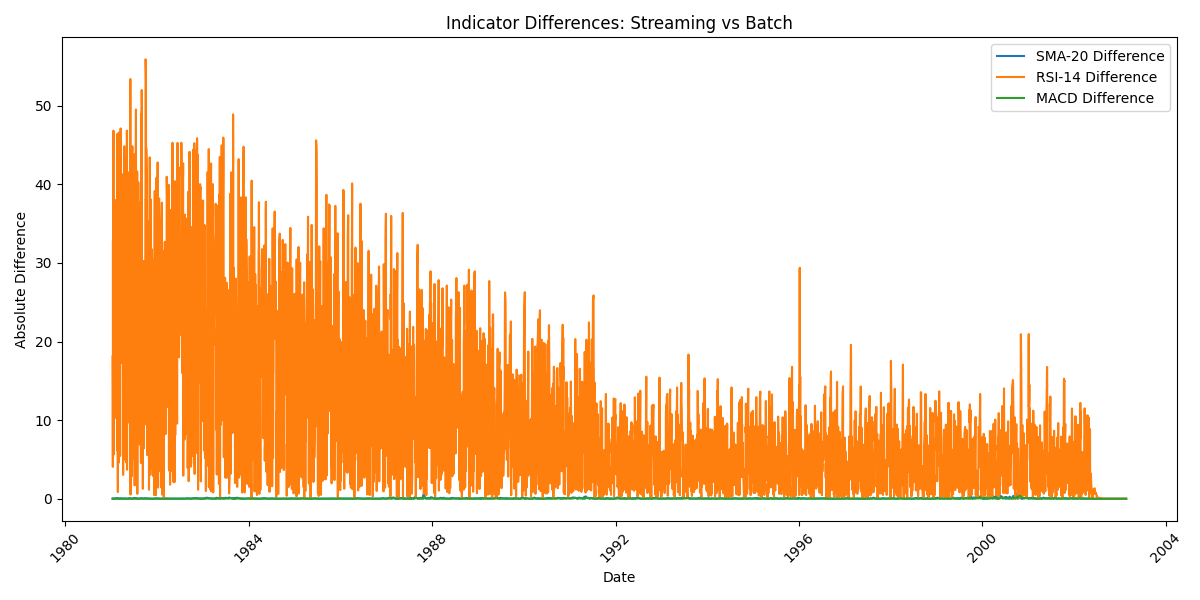 Indicator Differences: Streaming vs Batch
SMA-20 Difference
RSI-14 Difference
MACD Difference
Absolute Difference
50
40
30
20
10
0
1980
1984
1988
1992
1996
2000
2004
Date